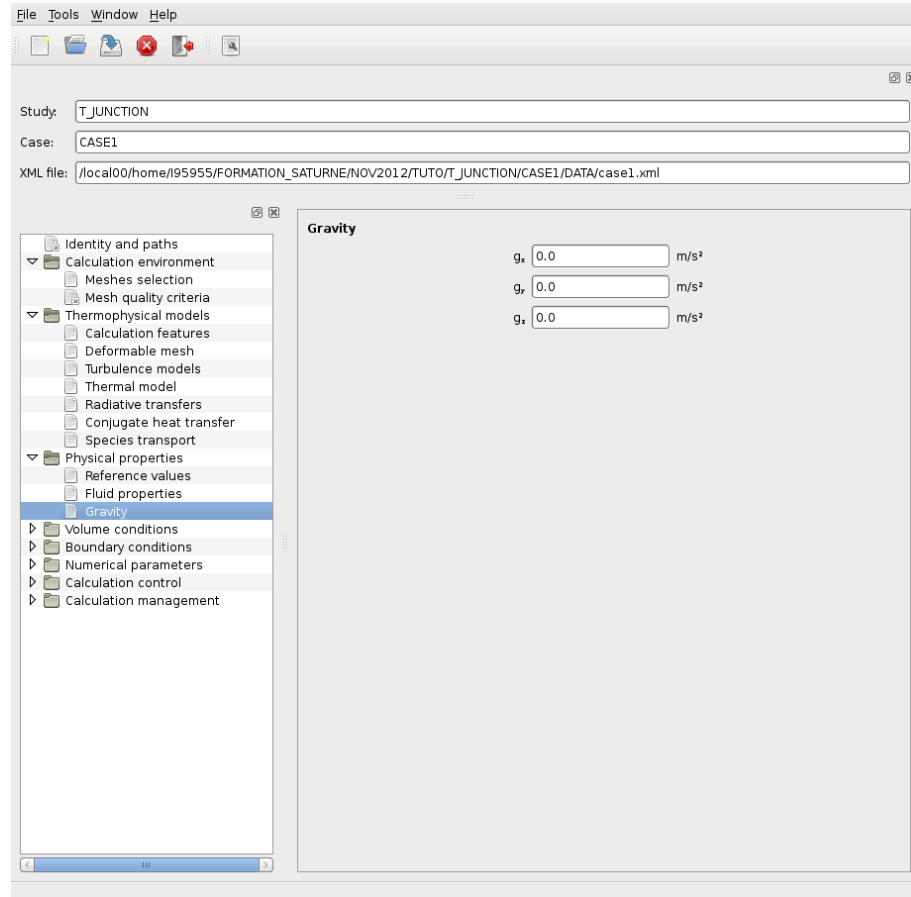 File Tools Window Help
Study: T_JUNCTION
Case: CASE1
XML file: /local00/home/I95955/FORMATION_SATURNE/NOV2012/TUTO/T_JUNCTION/CASE1/DATA/case1.xml
Identity and paths
Calculation environment
Meshes selection
Mesh quality criteria
Thermophysical models
Calculation features
Deformable mesh
Turbulence models
Thermal model
Radiative transfers
Conjugate heat transfer
Species transport
Physical properties
Reference values
Fluid properties
Gravity
Volume conditions
Boundary conditions
Numerical parameters
Calculation control
Calculation management
Gravity
gₓ 0.0 m/s²
gᵧ 0.0 m/s²
g_z 0.0 m/s²